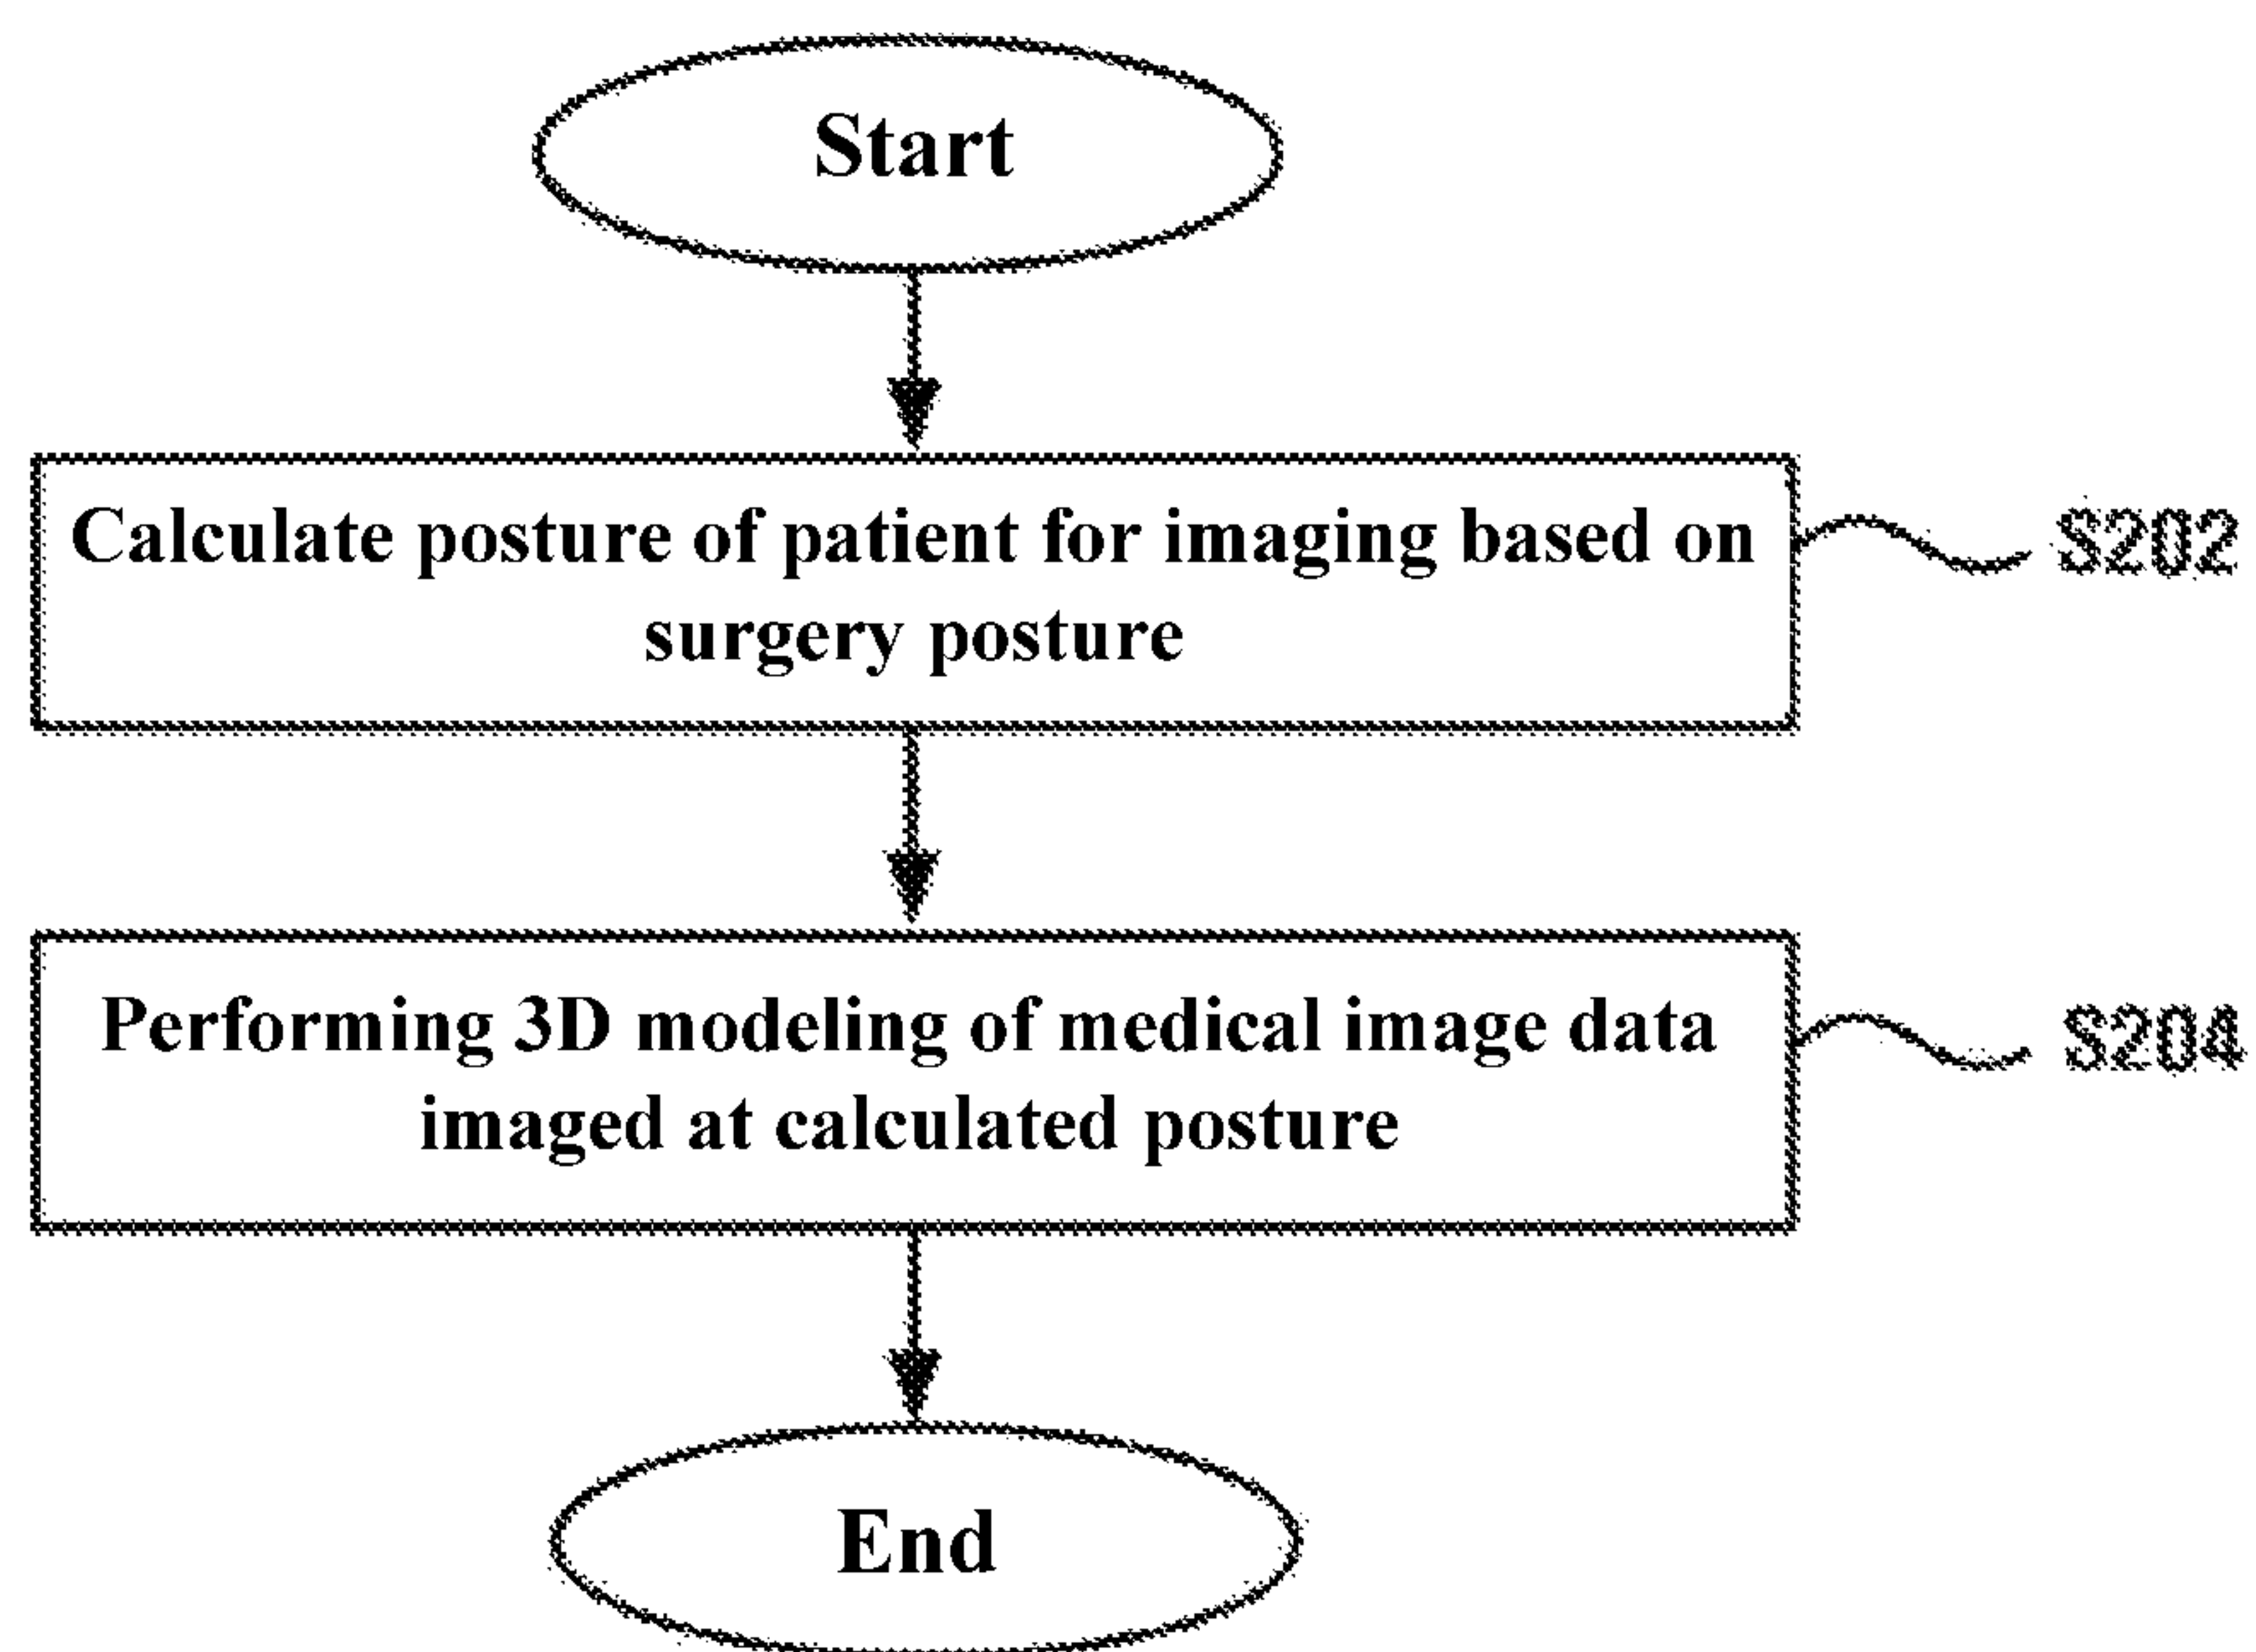 Start
Calculate posture of patient for imaging based on
surgery posture
S202
Performing 3D modeling of medical image data
imaged at calculated posture
S204
End